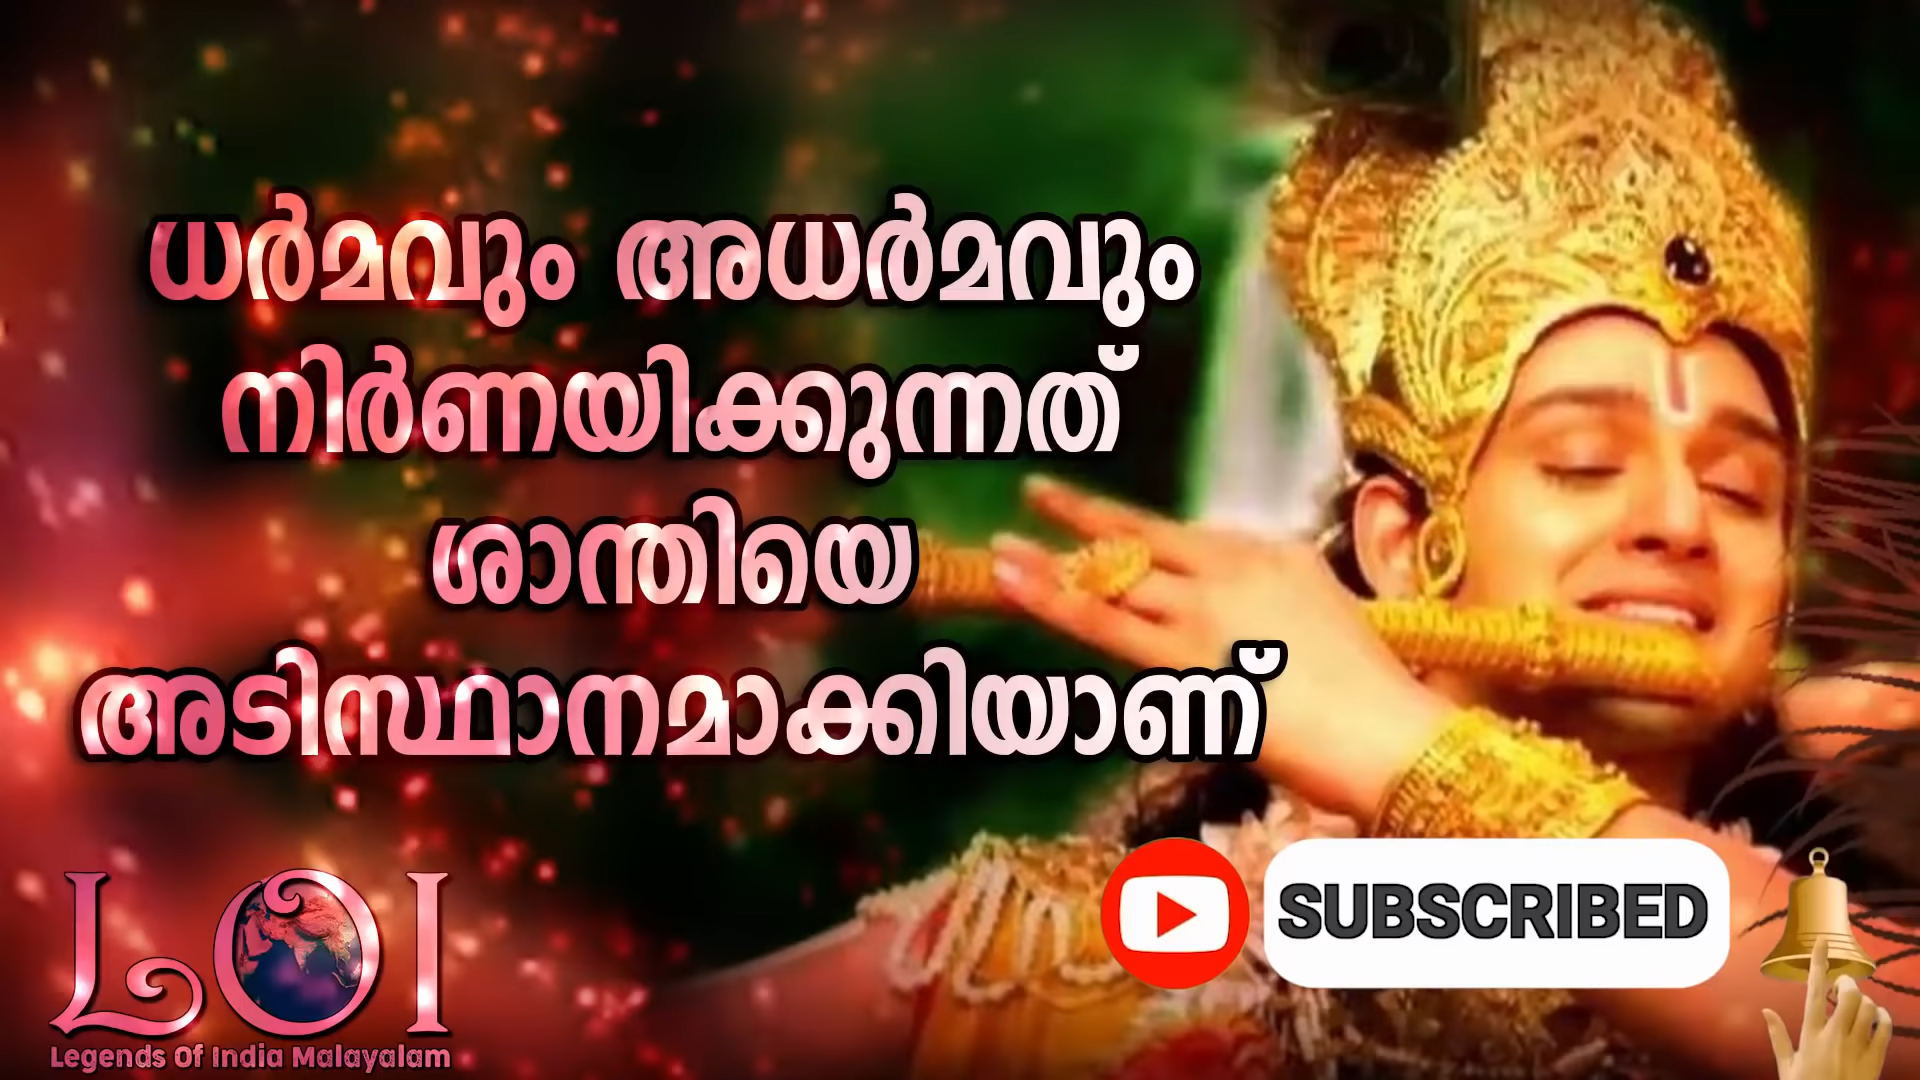 ധർമവും അധർമവും
നിർണയിക്കുന്നത്
ശാന്തിയെ
അടിസ്ഥാനമാക്കിയാണ്
LOI
Legends Of India Malayalam
SUBSCRIBED